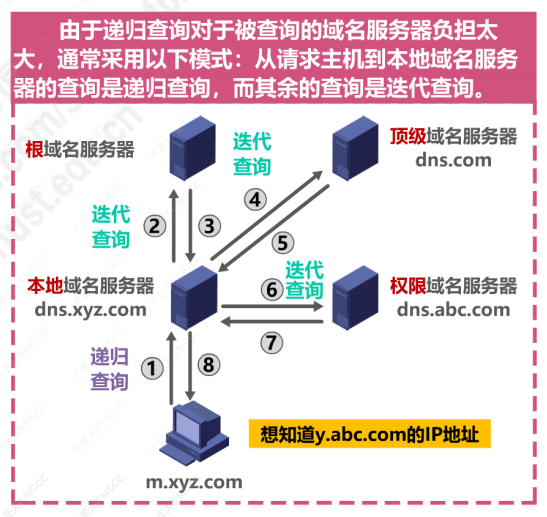 由于递归查询对于被查询的域名服务器负担太
大，通常采用以下模式：从请求主机到本地域名服务
器的查询是递归查询，而其余的查询是迭代查询。
根域名服务器
迭代
查询
顶级域名服务器
dns.com
迭代
查询
②
③
④
⑤
本地域名服务器
dns.xyz.com
迭代
查询
⑥
权限域名服务器
dns.abc.com
⑦
递归
查询
①
⑧
想知道y.abc.com的IP地址
m.xyz.com